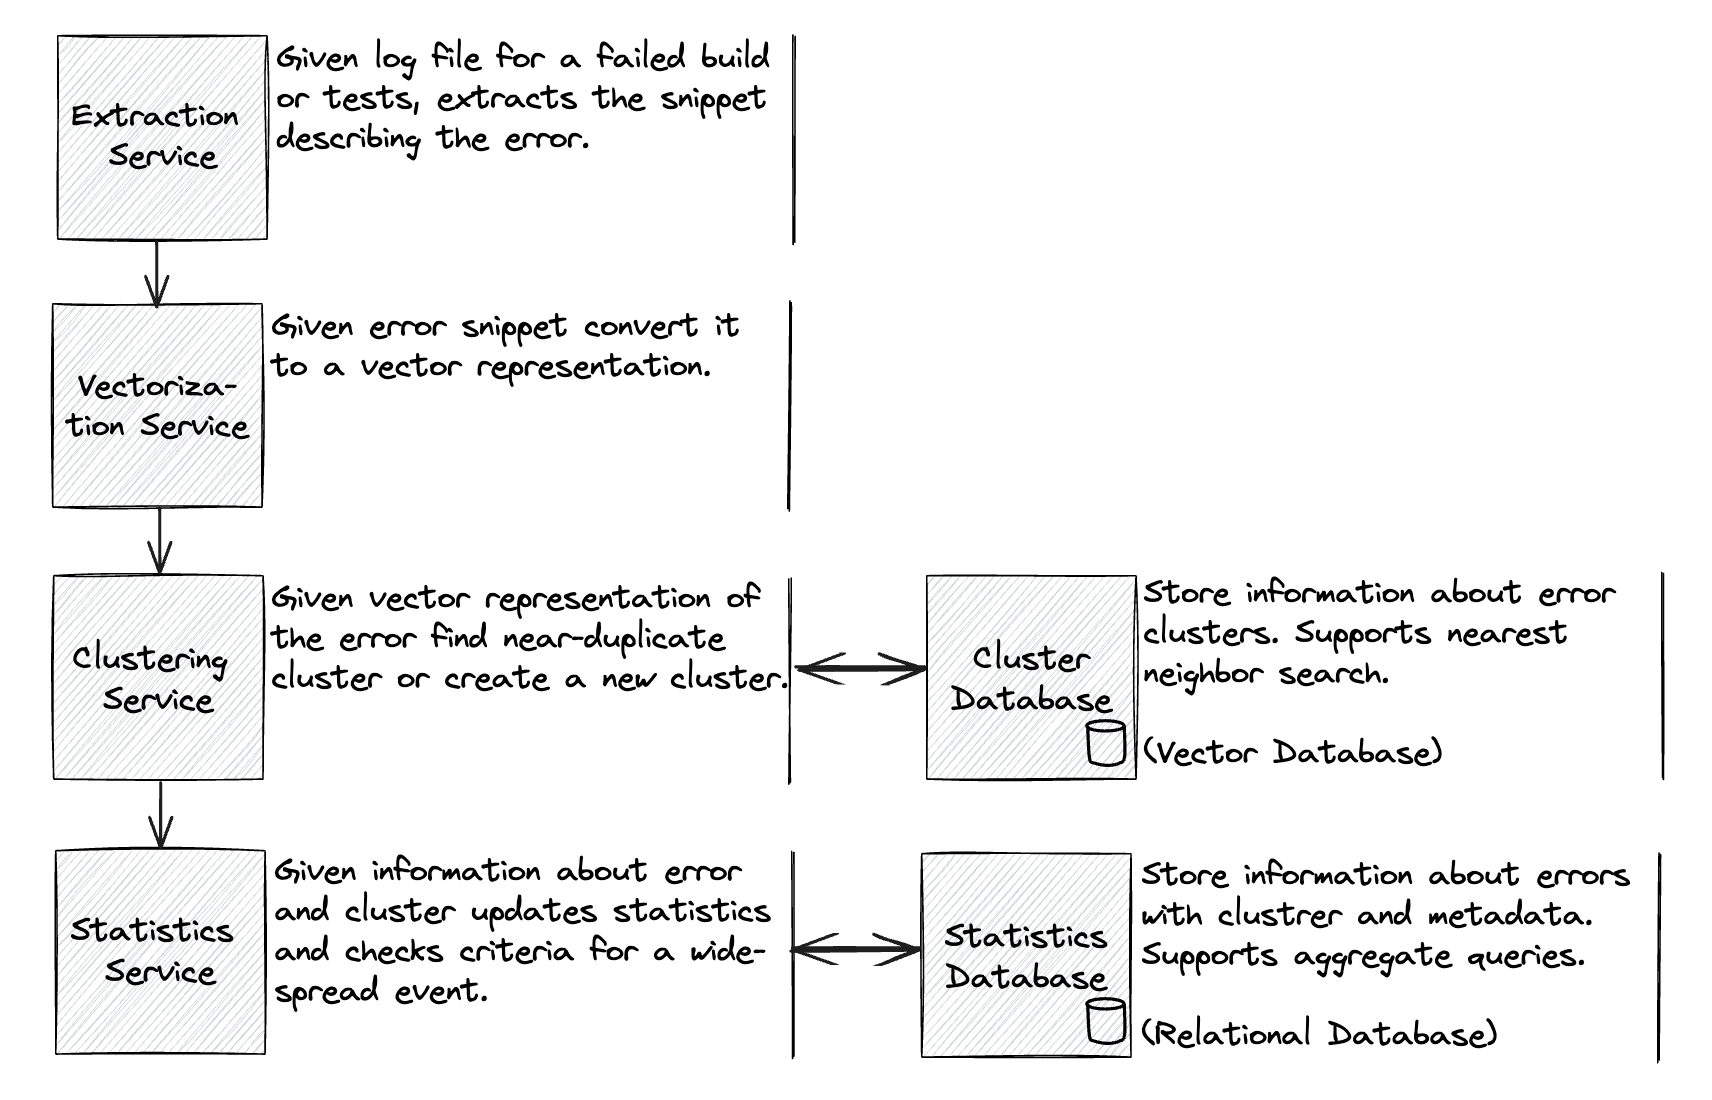 Extraction
Service
Given log file for a failed build
or tests, extracts the snippet
describing the error.
Vectoriza-
tion Service
Given error snippet convert it
to a vector representation.
Clustering
Service
Given vector representation of
the error find near-duplicate
cluster or create a new cluster.
Cluster
Database
Store information about error
clusters. Supports nearest
neighbor search.
(Vector Database)
Statistics
Service
Given information about error
and cluster updates statistics
and checks criteria for a wide-
spread event.
Statistics
Database
Store information about errors
with clustrer and metadata.
Supports aggregate queries.
(Relational Database)